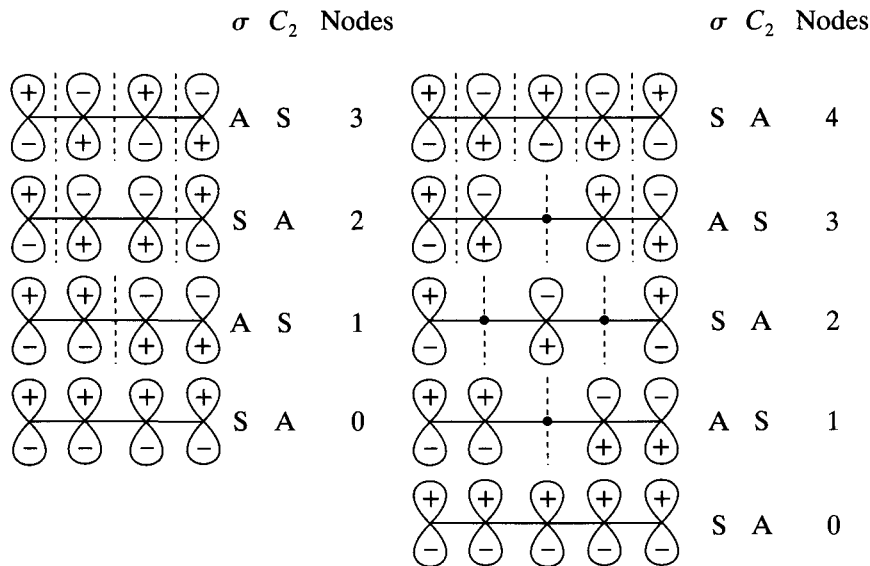 σ C₂ Nodes
+ − + −
A S 3
− + − +
+ − − +
S A 2
− + + −
+ + − −
A S 1
− − + +
+ + + +
S A 0
− − − −
σ C₂ Nodes
+ − + − +
S A 4
− + − + −
+ − + −
A S 3
− + − +
+ − +
S A 2
− + −
+ + − −
A S 1
− − + +
+ + + + +
S A 0
− − − − −